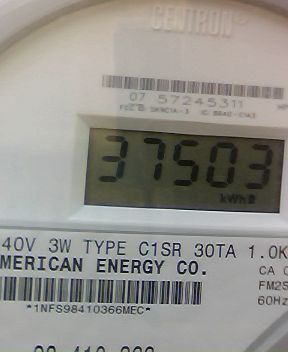 CENTRON®
07 57245311
37503
kWh
40V 3W TYPE C1SR 30TA 1.0K
MERICAN ENERGY CO.
CA
FM2S
60Hz
*1NFS98410366MEC*